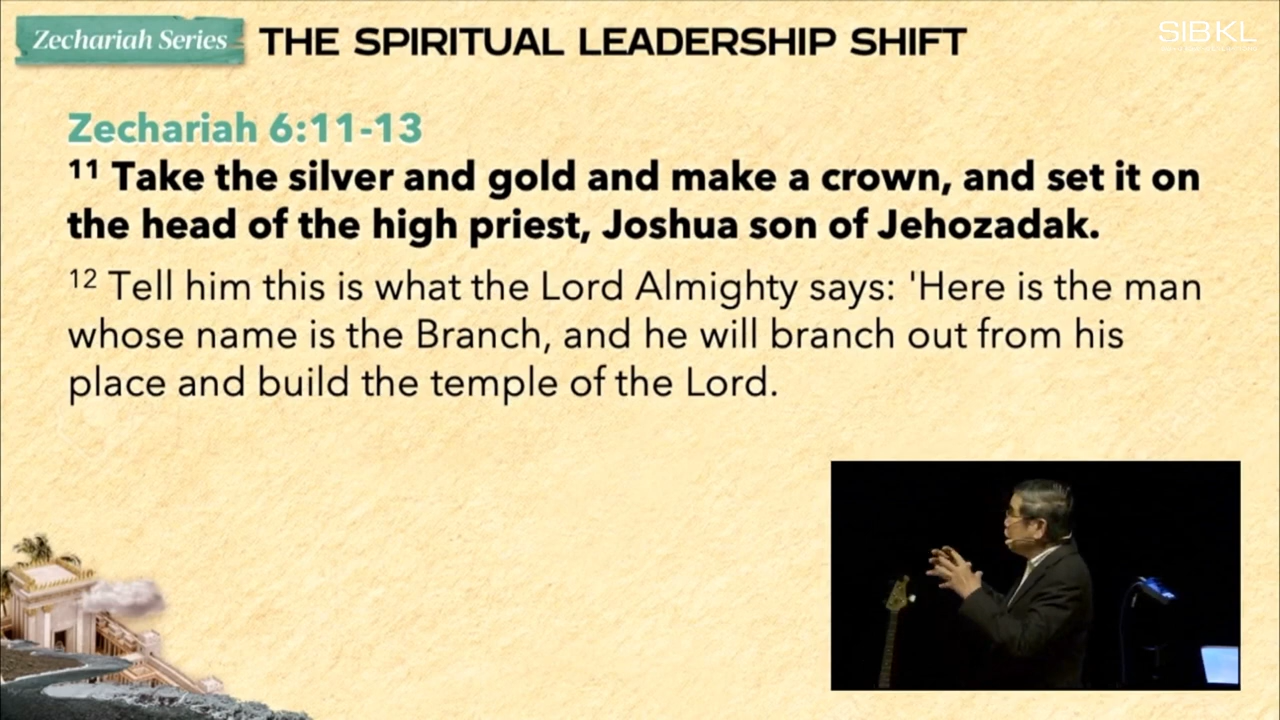 Zechariah Series
THE SPIRITUAL LEADERSHIP SHIFT
SIBKL
Zechariah 6:11-13
11 Take the silver and gold and make a crown, and set it on
the head of the high priest, Joshua son of Jehozadak.
12 Tell him this is what the Lord Almighty says: 'Here is the man
whose name is the Branch, and he will branch out from his
place and build the temple of the Lord.